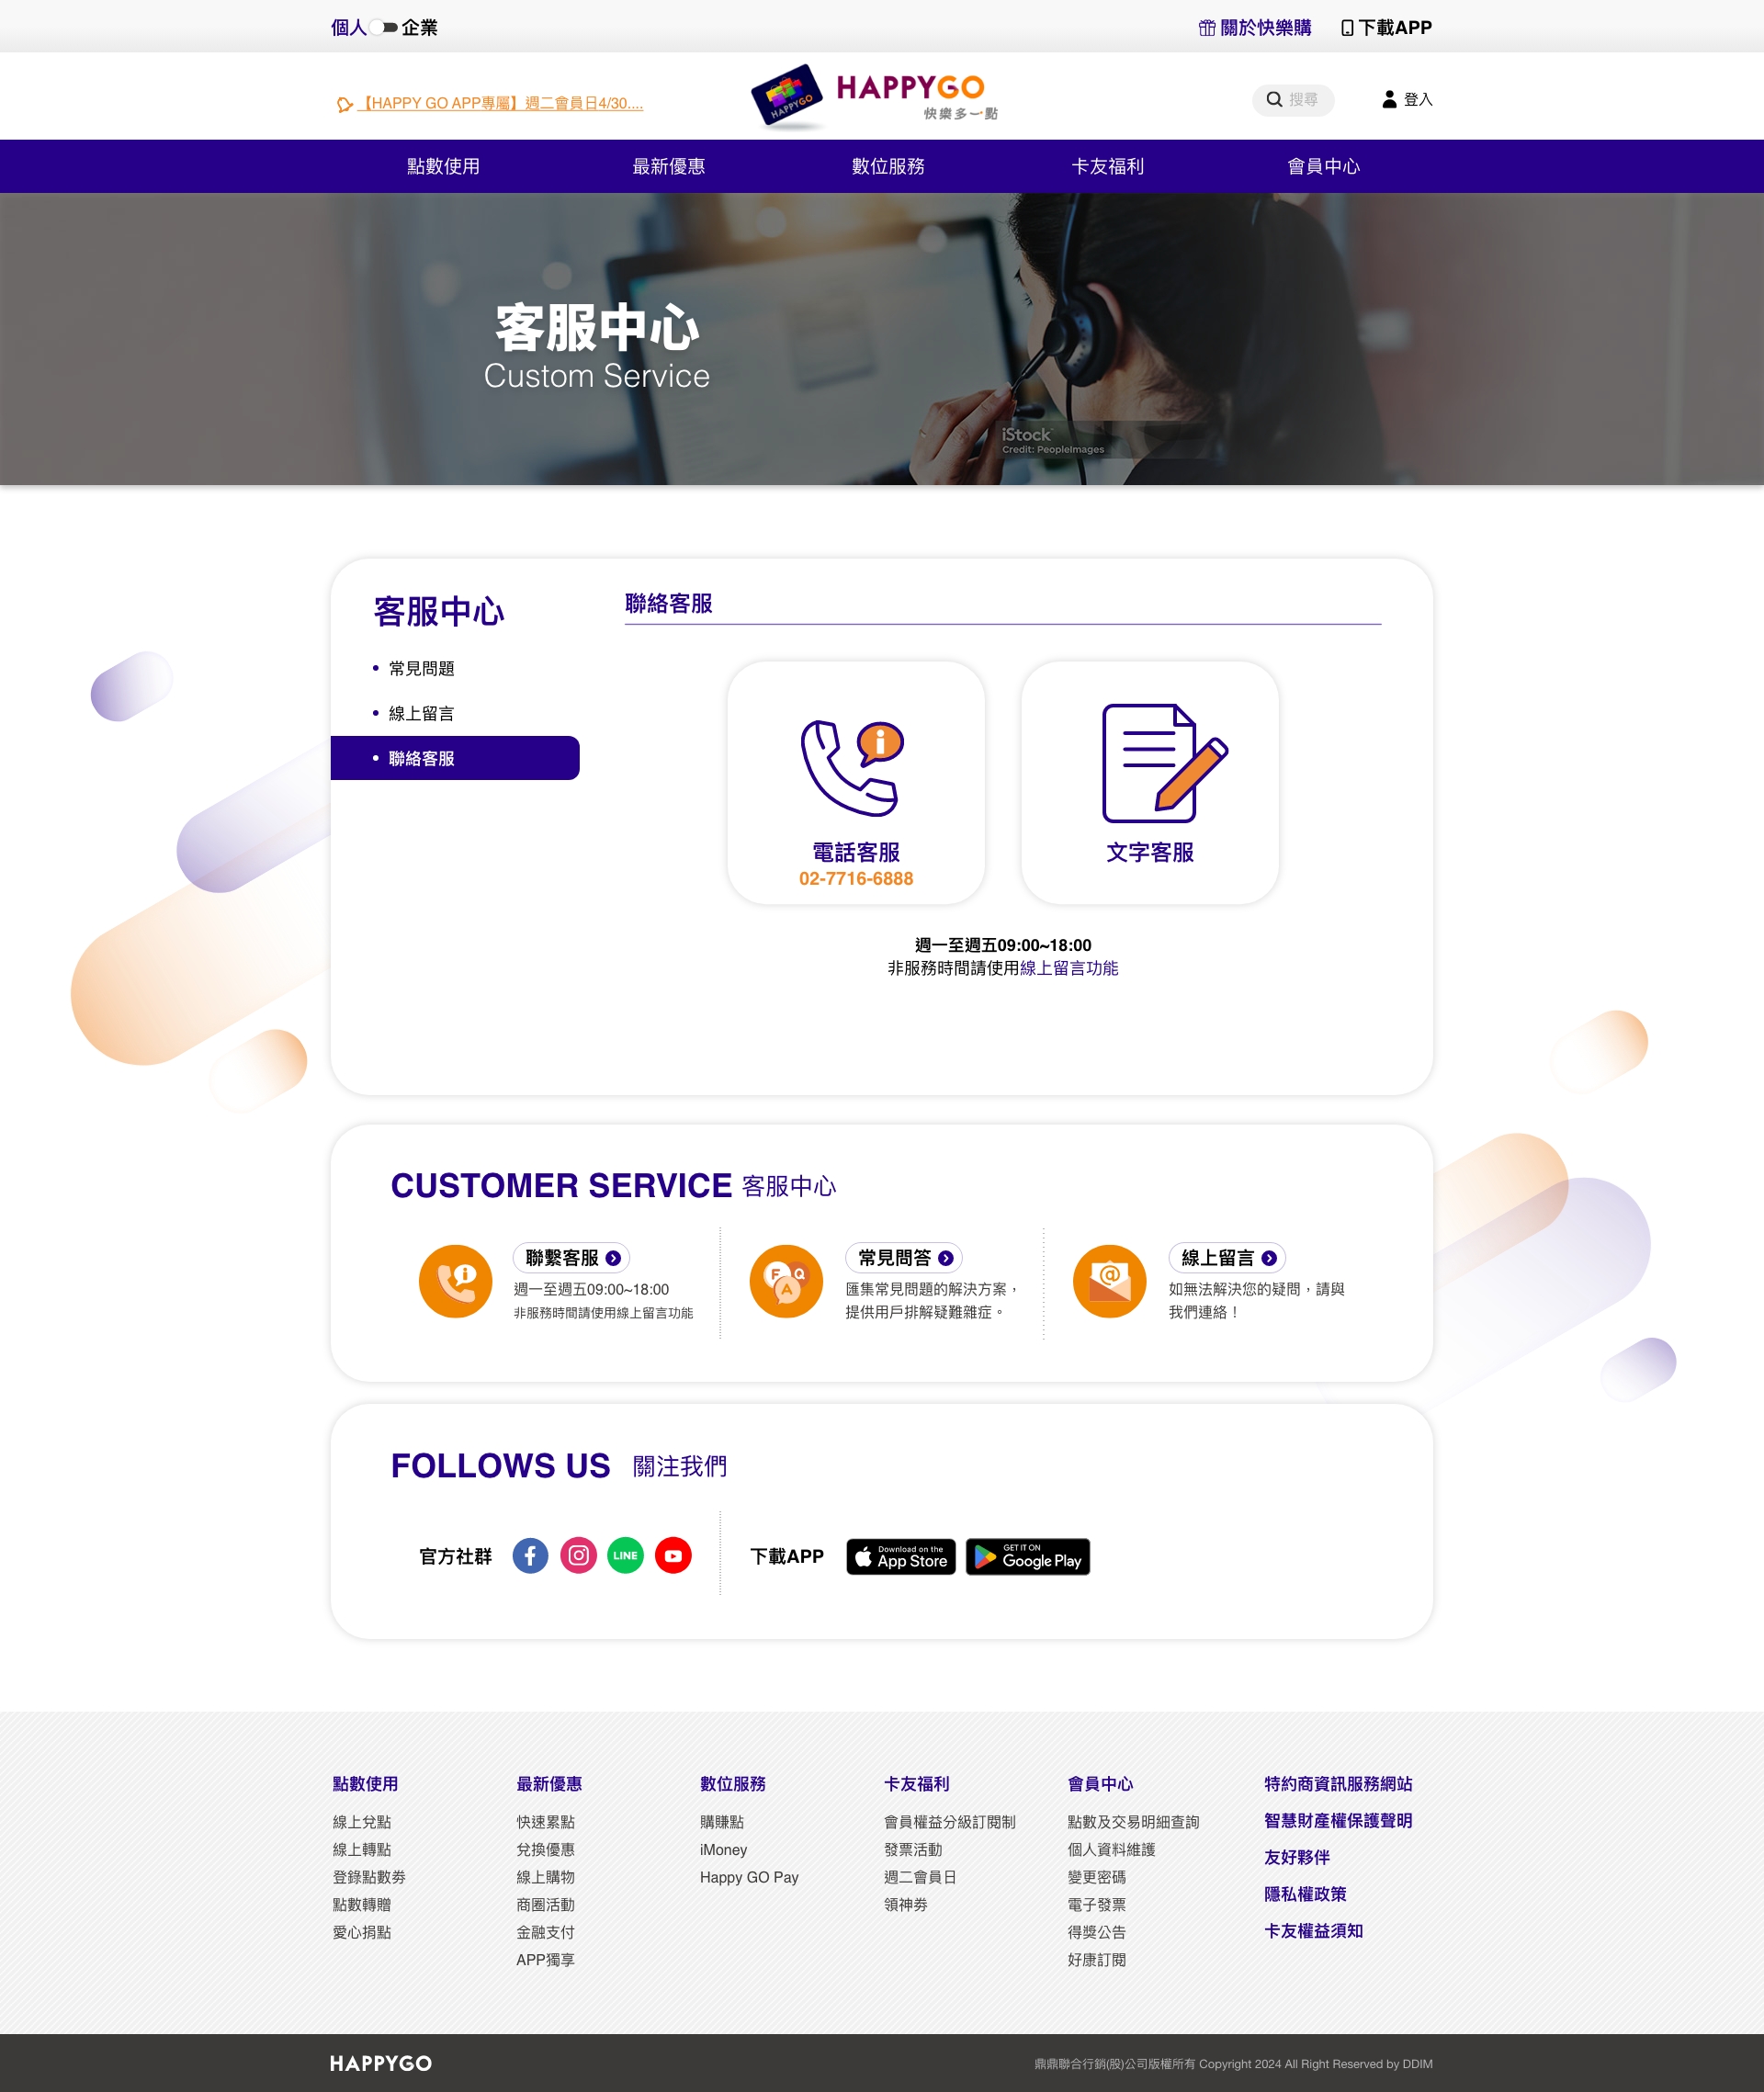 個人 企業
關於快樂購
下載APP
【HAPPY GO APP專屬】週二會員日4/30....
HAPPYGO
HAPPYGO
快樂多一點
搜尋
登入
點數使用
最新優惠
數位服務
卡友福利
會員中心
客服中心
Custom Service
iStock
Credit: PeopleImages
客服中心
常見問題
線上留言
聯絡客服
聯絡客服
電話客服
02-7716-6888
文字客服
週一至週五09:00~18:00
非服務時間請使用線上留言功能
CUSTOMER SERVICE 客服中心
聯繫客服
週一至週五09:00~18:00
非服務時間請使用線上留言功能
F Q A
常見問答
匯集常見問題的解決方案，
提供用戶排解疑難雜症。
線上留言
如無法解決您的疑問，請與
我們連絡！
FOLLOWS US 關注我們
官方社群
LINE
下載APP
Download on the
App Store
GET IT ON
Google Play
點數使用
線上兌點
線上轉點
登錄點數劵
點數轉贈
愛心捐點
最新優惠
快速累點
兌換優惠
線上購物
商圈活動
金融支付
APP獨享
數位服務
購賺點
iMoney
Happy GO Pay
卡友福利
會員權益分級訂閱制
發票活動
週二會員日
領神劵
會員中心
點數及交易明細查詢
個人資料維護
變更密碼
電子發票
得獎公告
好康訂閱
特約商資訊服務網站
智慧財產權保護聲明
友好夥伴
隱私權政策
卡友權益須知
HAPPYGO
鼎鼎聯合行銷(股)公司版權所有 Copyright 2024 All Right Reserved by DDIM